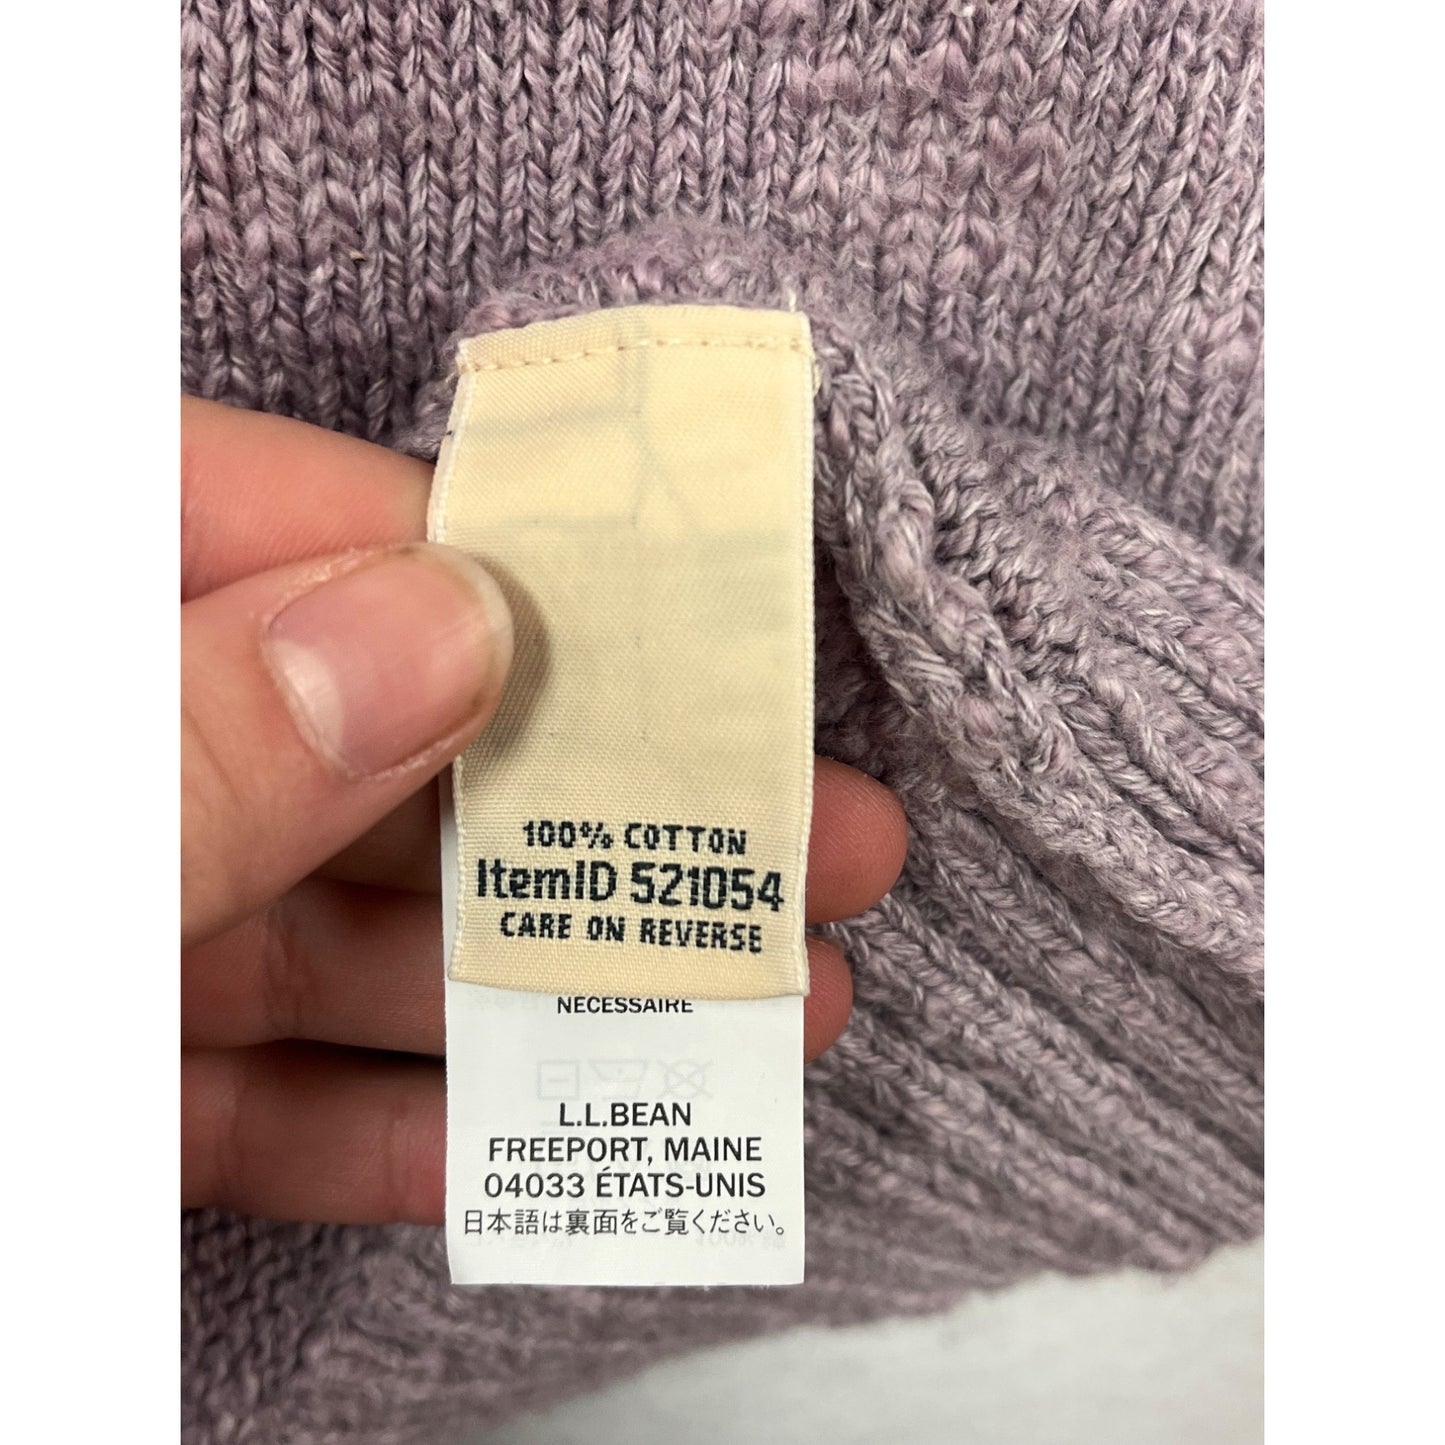 100% COTTON
ItemID 521054
CARE ON REVERSE
NÉCESSAIRE
L.L.BEAN
FREEPORT, MAINE
04033 ÉTATS-UNIS
日本語は裏面をご覧ください。